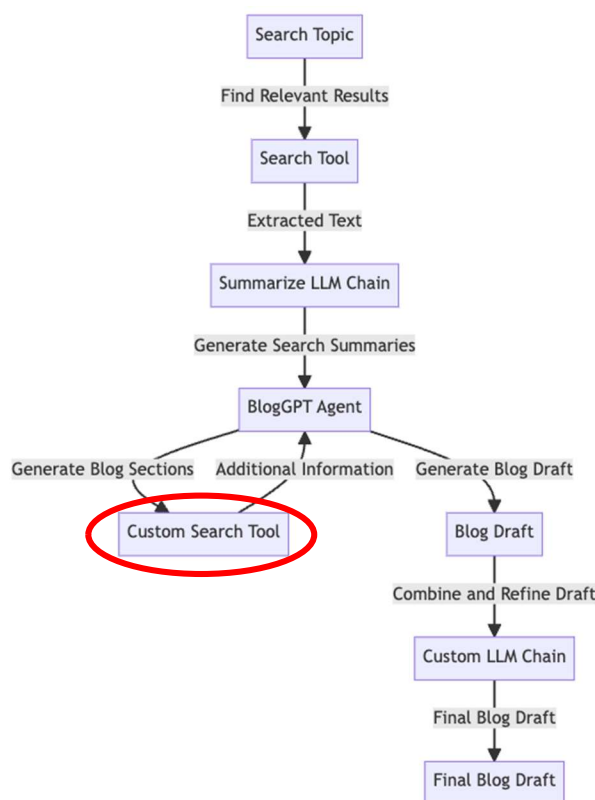 Search Topic
Find Relevant Results
Search Tool
Extracted Text
Summarize LLM Chain
Generate Search Summaries
BlogGPT Agent
Generate Blog Sections
Additional Information
Generate Blog Draft
Custom Search Tool
Blog Draft
Combine and Refine Draft
Custom LLM Chain
Final Blog Draft
Final Blog Draft